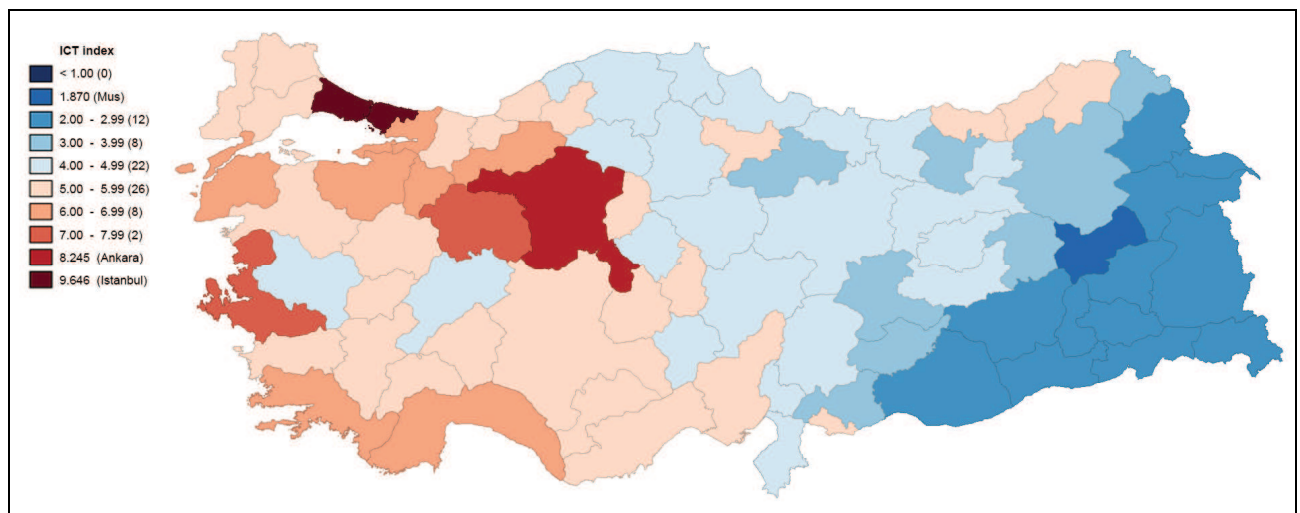 ICT index
< 1.00 (0)
1.870 (Mus)
2.00 - 2.99 (12)
3.00 - 3.99 (8)
4.00 - 4.99 (22)
5.00 - 5.99 (26)
6.00 - 6.99 (8)
7.00 - 7.99 (2)
8.245 (Ankara)
9.646 (Istanbul)